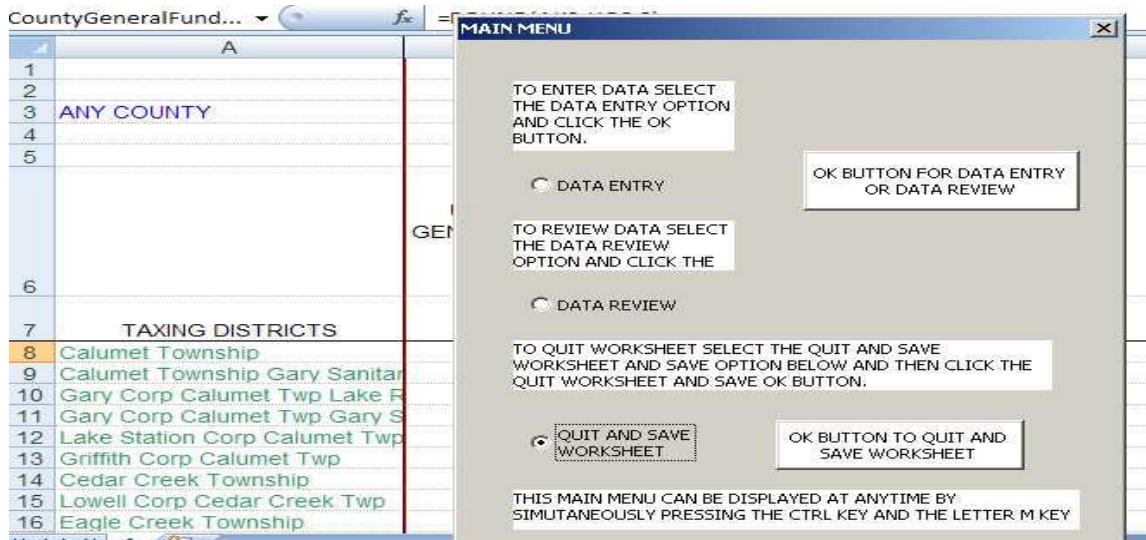 CountyGeneralFund...
fx
MAIN MENU
A
1
2
3 ANY COUNTY
4
5
6
7 TAXING DISTRICTS
8 Calumet Township
9 Calumet Township Gary Sanitar
10 Gary Corp Calumet Twp Lake R
11 Gary Corp Calumet Twp Gary S
12 Lake Station Corp Calumet Twp
13 Griffith Corp Calumet Twp
14 Cedar Creek Township
15 Lowell Corp Cedar Creek Twp
16 Eagle Creek Township
GEN
TO ENTER DATA SELECT
THE DATA ENTRY OPTION
AND CLICK THE OK
BUTTON.
DATA ENTRY
OK BUTTON FOR DATA ENTRY
OR DATA REVIEW
TO REVIEW DATA SELECT
THE DATA REVIEW
OPTION AND CLICK THE
DATA REVIEW
TO QUIT WORKSHEET SELECT THE QUIT AND SAVE
WORKSHEET AND SAVE OPTION BELOW AND THEN CLICK THE
QUIT WORKSHEET AND SAVE OK BUTTON.
QUIT AND SAVE
WORKSHEET
OK BUTTON TO QUIT AND
SAVE WORKSHEET
THIS MAIN MENU CAN BE DISPLAYED AT ANYTIME BY
SIMUTANEOUSLY PRESSING THE CTRL KEY AND THE LETTER M KEY